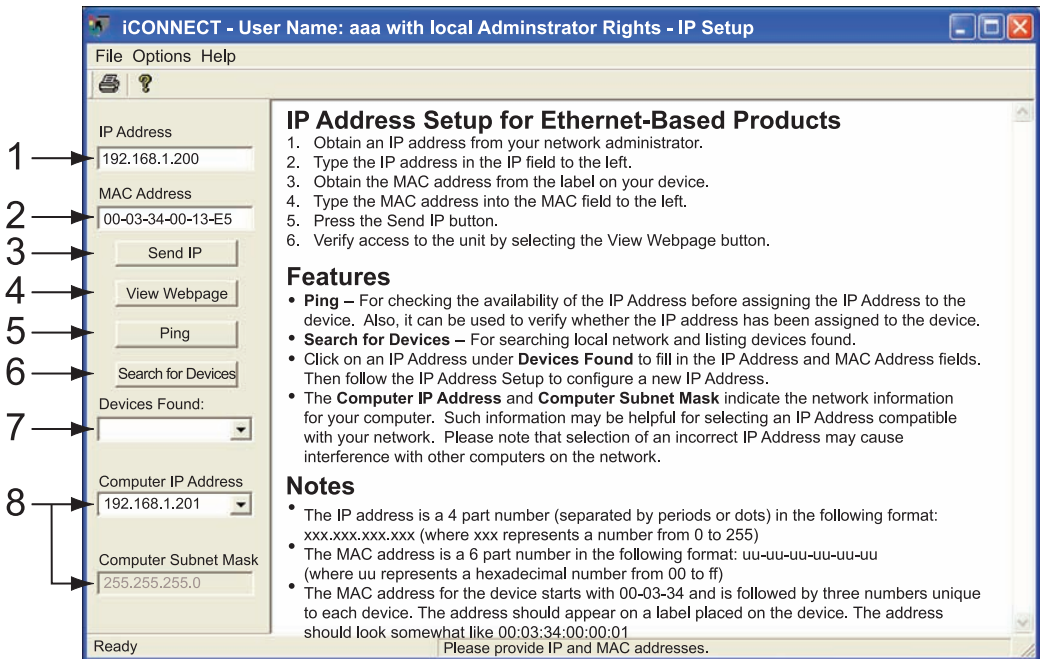 iCONNECT - User Name: aaa with local Adminstrator Rights - IP Setup
File Options Help
IP Address
1
192.168.1.200
MAC Address
2
00-03-34-00-13-E5
3
Send IP
4
View Webpage
5
Ping
6
Search for Devices
Devices Found:
7
Computer IP Address
8
192.168.1.201
Computer Subnet Mask
255.255.255.0
IP Address Setup for Ethernet-Based Products
1. Obtain an IP address from your network administrator.
2. Type the IP address in the IP field to the left.
3. Obtain the MAC address from the label on your device.
4. Type the MAC address into the MAC field to the left.
5. Press the Send IP button.
6. Verify access to the unit by selecting the View Webpage button.
Features
• Ping – For checking the availability of the IP Address before assigning the IP Address to the
device. Also, it can be used to verify whether the IP address has been assigned to the device.
• Search for Devices – For searching local network and listing devices found.
• Click on an IP Address under Devices Found to fill in the IP Address and MAC Address fields.
Then follow the IP Address Setup to configure a new IP Address.
• The Computer IP Address and Computer Subnet Mask indicate the network information
for your computer. Such information may be helpful for selecting an IP Address compatible
with your network. Please note that selection of an incorrect IP Address may cause
interference with other computers on the network.
Notes
• The IP address is a 4 part number (separated by periods or dots) in the following format:
xxx.xxx.xxx.xxx (where xxx represents a number from 0 to 255)
• The MAC address is a 6 part number in the following format: uu-uu-uu-uu-uu-uu
(where uu represents a hexadecimal number from 00 to ff)
• The MAC address for the device starts with 00-03-34 and is followed by three numbers unique
to each device. The address should appear on a label placed on the device. The address
should look somewhat like 00:03:34:00:00:01
Ready
Please provide IP and MAC addresses.